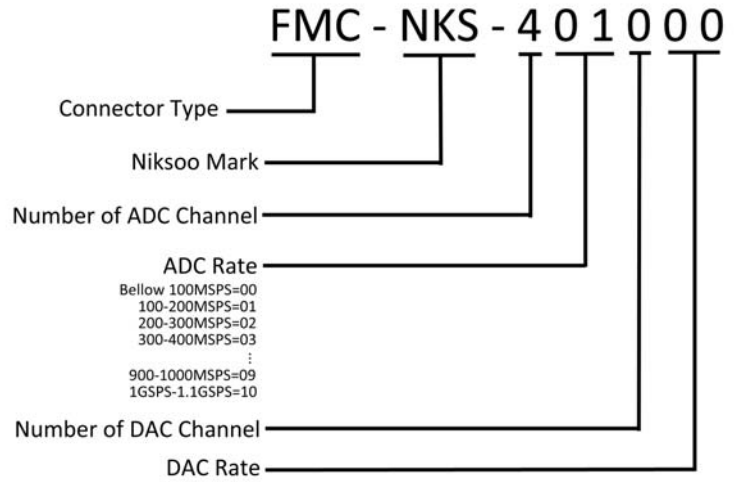 FMC - NKS - 4 0 1 0 0 0
Connector Type
Niksoo Mark
Number of ADC Channel
ADC Rate
Bellow 100MSPS=00
100-200MSPS=01
200-300MSPS=02
300-400MSPS=03
⋮
900-1000MSPS=09
1GSPS-1.1GSPS=10
Number of DAC Channel
DAC Rate